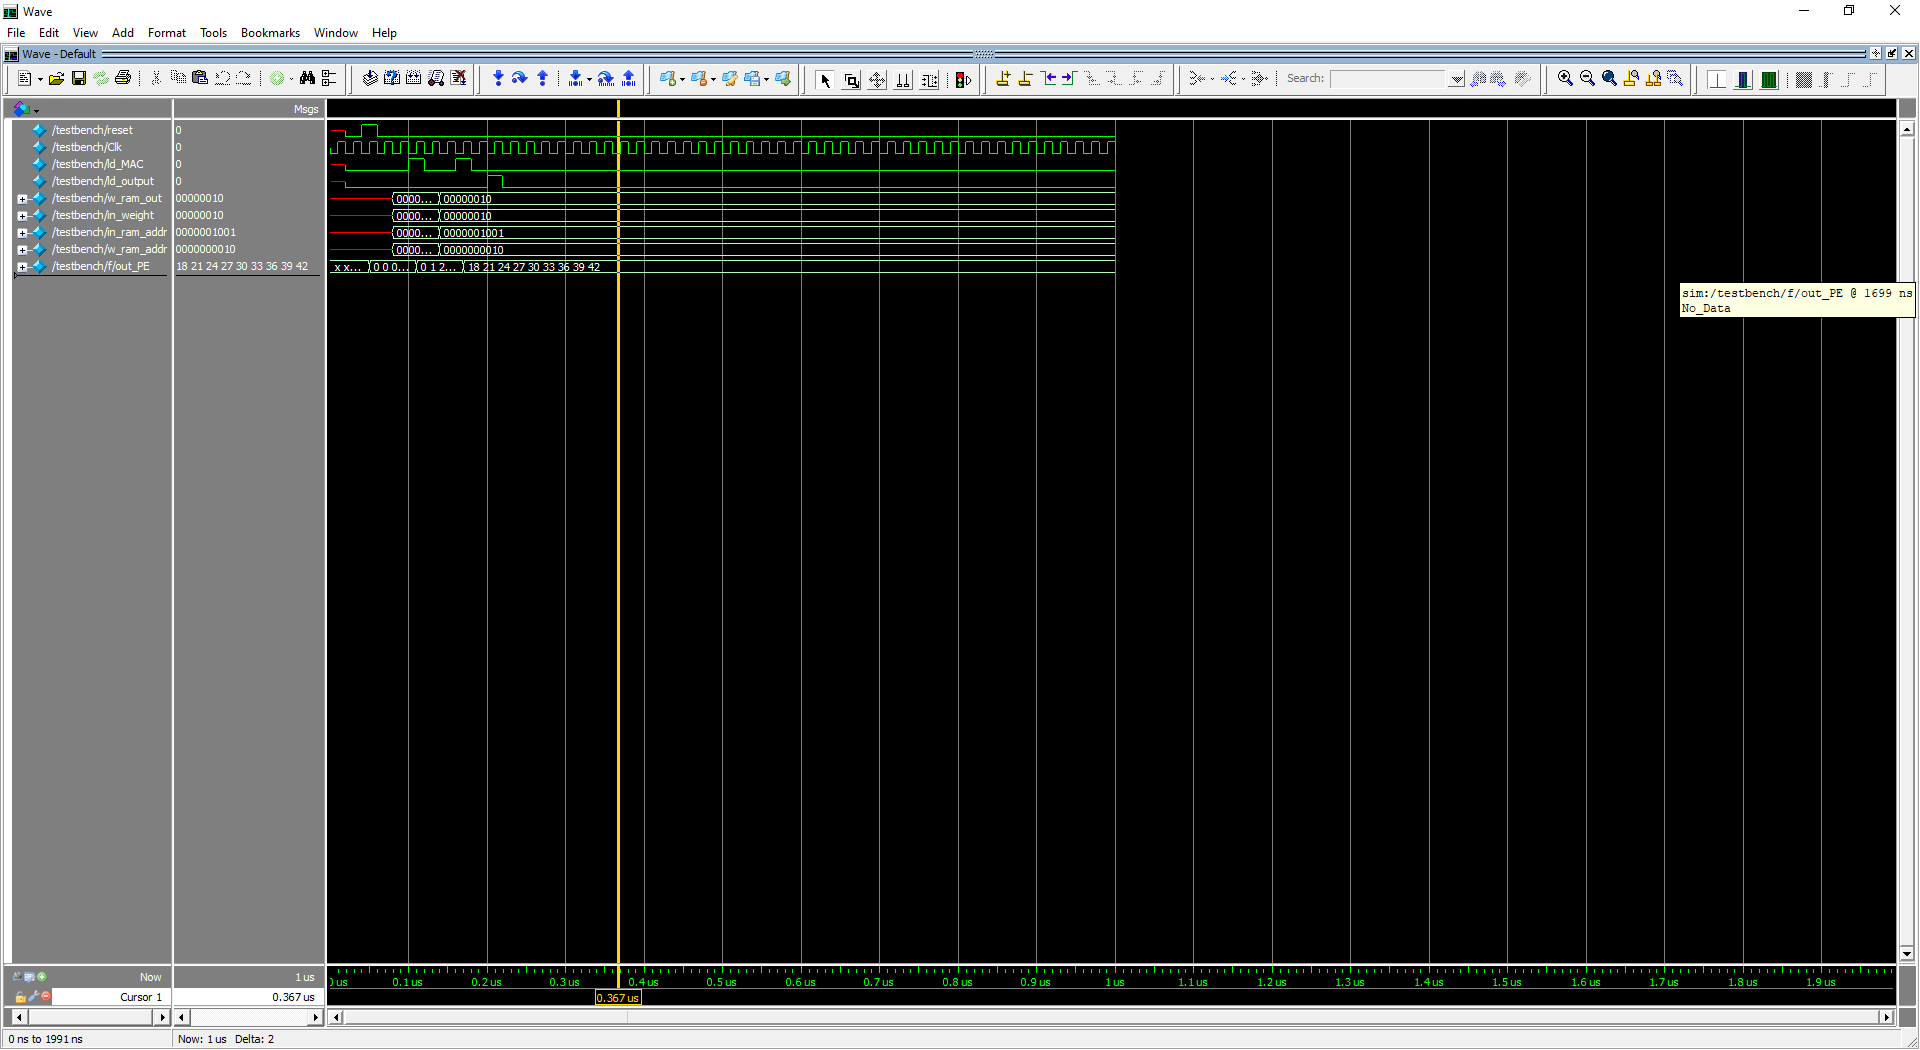 Wave
File Edit View Add Format Tools Bookmarks Window Help
Wave - Default
Search:
Msgs
/testbench/reset 0
/testbench/Clk 0
/testbench/ld_MAC 0
/testbench/ld_output 0
/testbench/w_ram_out 00000010 0000... 00000010
/testbench/in_weight 00000010 0000... 00000010
/testbench/in_ram_addr 0000001001 0000... 0000001001
/testbench/w_ram_addr 0000000010 0000... 0000000010
/testbench/f/out_PE 18 21 24 27 30 33 36 39 42 x x... 0 0 0... 0 1 2... 18 21 24 27 30 33 36 39 42
sim:/testbench/f/out_PE @ 1699 ns
No_Data
Now 1 us 0 us 0.1 us 0.2 us 0.3 us 0.4 us 0.5 us 0.6 us 0.7 us 0.8 us 0.9 us 1 us 1.1 us 1.2 us 1.3 us 1.4 us 1.5 us 1.6 us 1.7 us 1.8 us 1.9 us
Cursor 1 0.367 us 0.367 us
0 ns to 1991 ns Now: 1 us Delta: 2